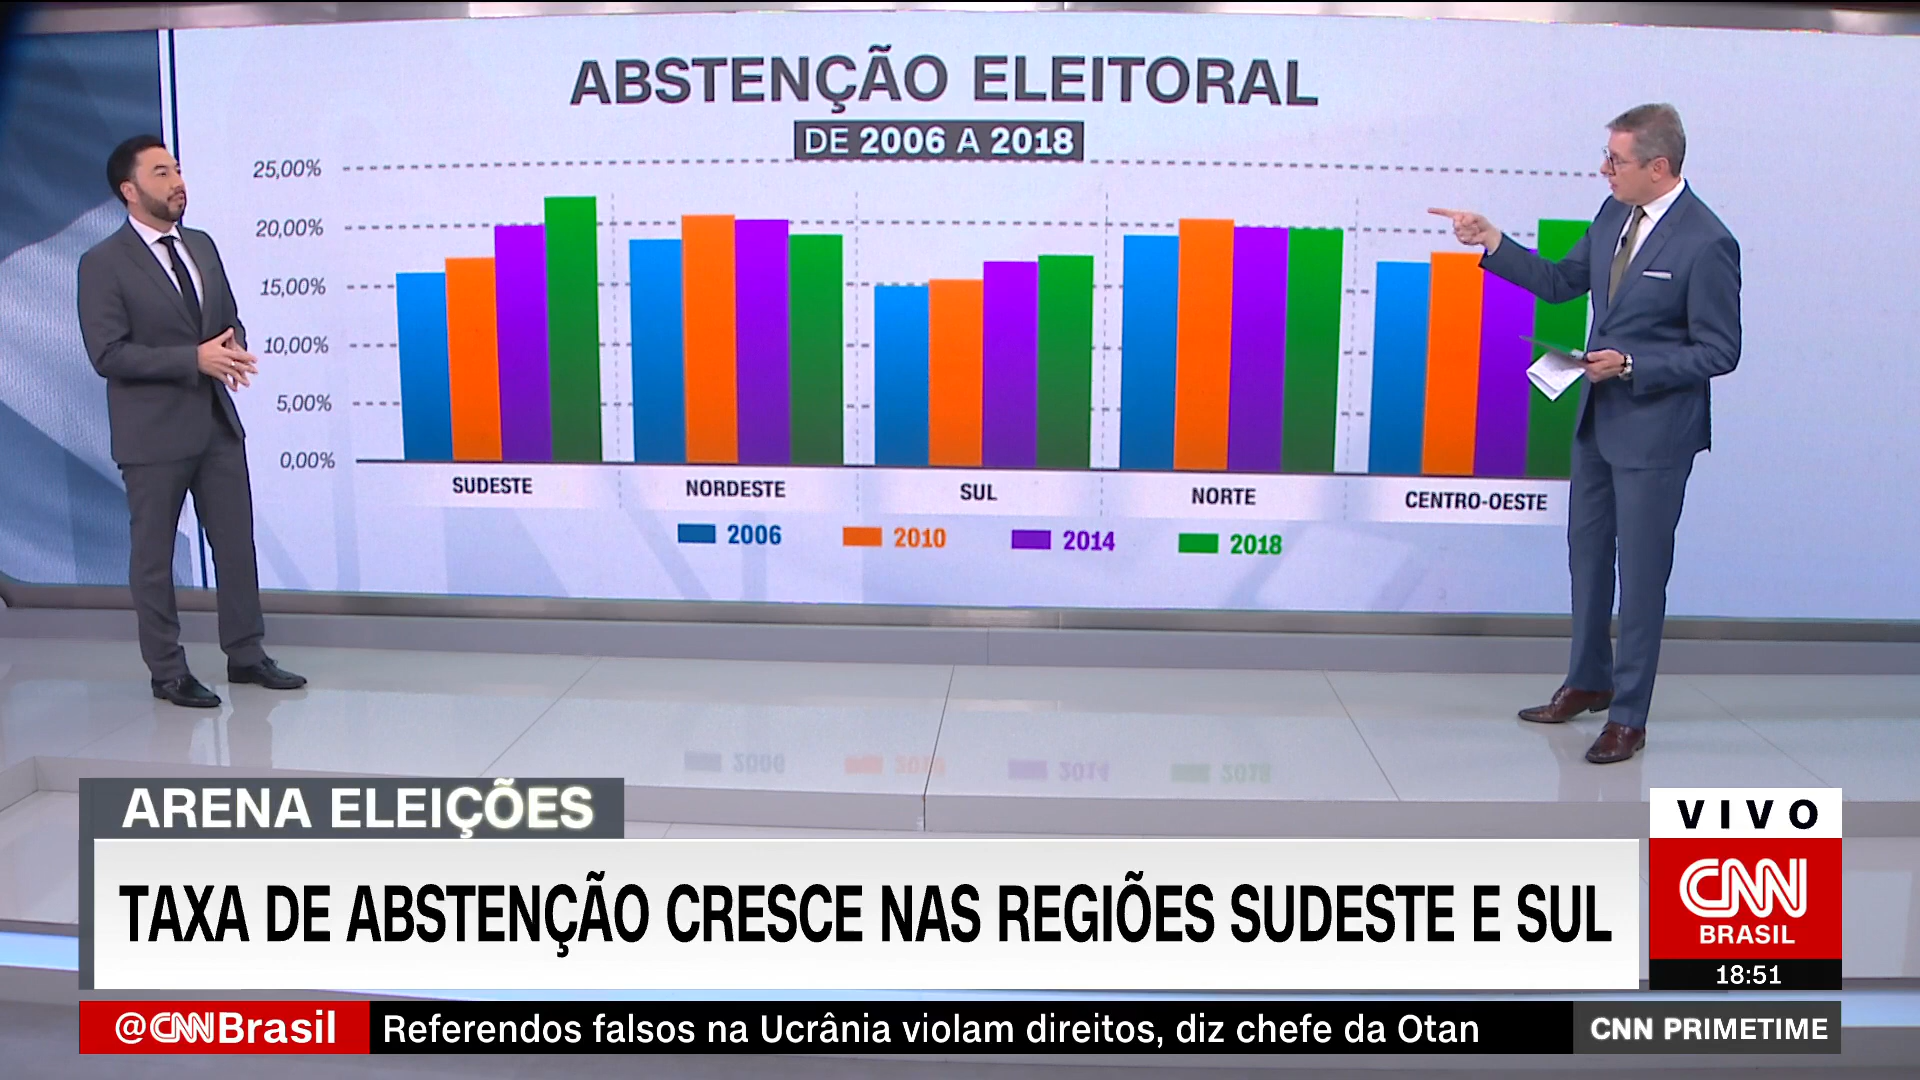 ABSTENÇÃO ELEITORAL
DE 2006 A 2018
25,00%
20,00%
15,00%
10,00%
5,00%
0,00%
SUDESTE
NORDESTE
SUL
NORTE
CENTRO-OESTE
2006
2010
2014
2018
ARENA ELEIÇÕES
TAXA DE ABSTENÇÃO CRESCE NAS REGIÕES SUDESTE E SUL
VIVO
CNN
BRASIL
18:51
@CNNBrasil
Referendos falsos na Ucrânia violam direitos, diz chefe da Otan
CNN PRIMETIME